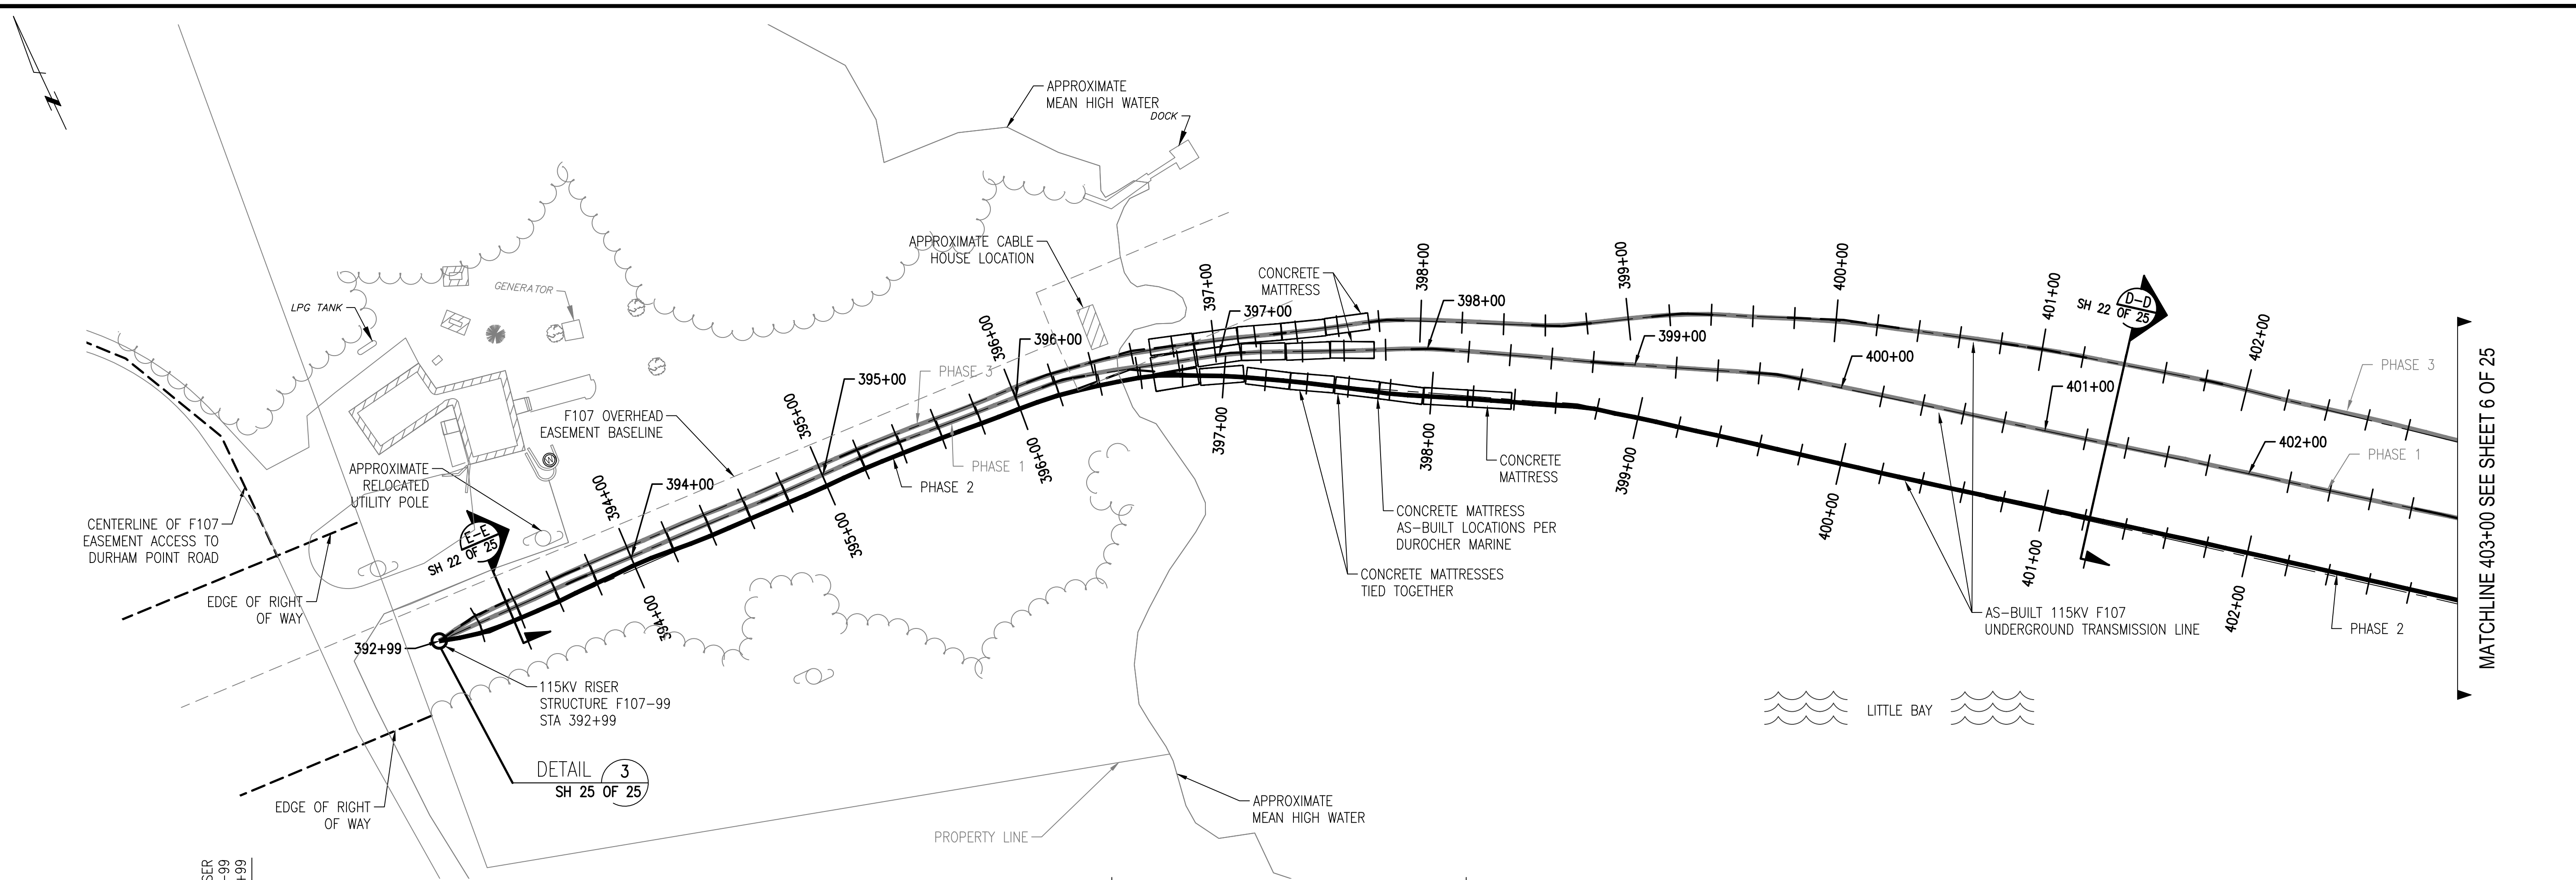 APPROXIMATE
MEAN HIGH WATER
DOCK
APPROXIMATE CABLE
HOUSE LOCATION
GENERATOR
LPG TANK
CONCRETE
MATTRESS
397+00
397+00
398+00
398+00
399+00
399+00
400+00
400+00
401+00
401+00
402+00
402+00
D-D
SH 22 OF 25
PHASE 3
PHASE 1
MATCHLINE 403+00 SEE SHEET 6 OF 25
396+00
396+00
395+00
395+00
394+00
394+00
PHASE 3
PHASE 1
PHASE 2
F107 OVERHEAD
EASEMENT BASELINE
APPROXIMATE
RELOCATED
UTILITY POLE
W
CENTERLINE OF F107
EASEMENT ACCESS TO
DURHAM POINT ROAD
E-E
SH 22 OF 25
EDGE OF RIGHT
OF WAY
392+99
394+00
395+00
396+00
397+00
398+00
399+00
400+00
401+00
402+00
CONCRETE
MATTRESS
CONCRETE MATTRESS
AS-BUILT LOCATIONS PER
DUROCHER MARINE
CONCRETE MATTRESSES
TIED TOGETHER
AS-BUILT 115KV F107
UNDERGROUND TRANSMISSION LINE
PHASE 2
115KV RISER
STRUCTURE F107-99
STA 392+99
LITTLE BAY
DETAIL 3
SH 25 OF 25
EDGE OF RIGHT
OF WAY
APPROXIMATE
MEAN HIGH WATER
PROPERTY LINE